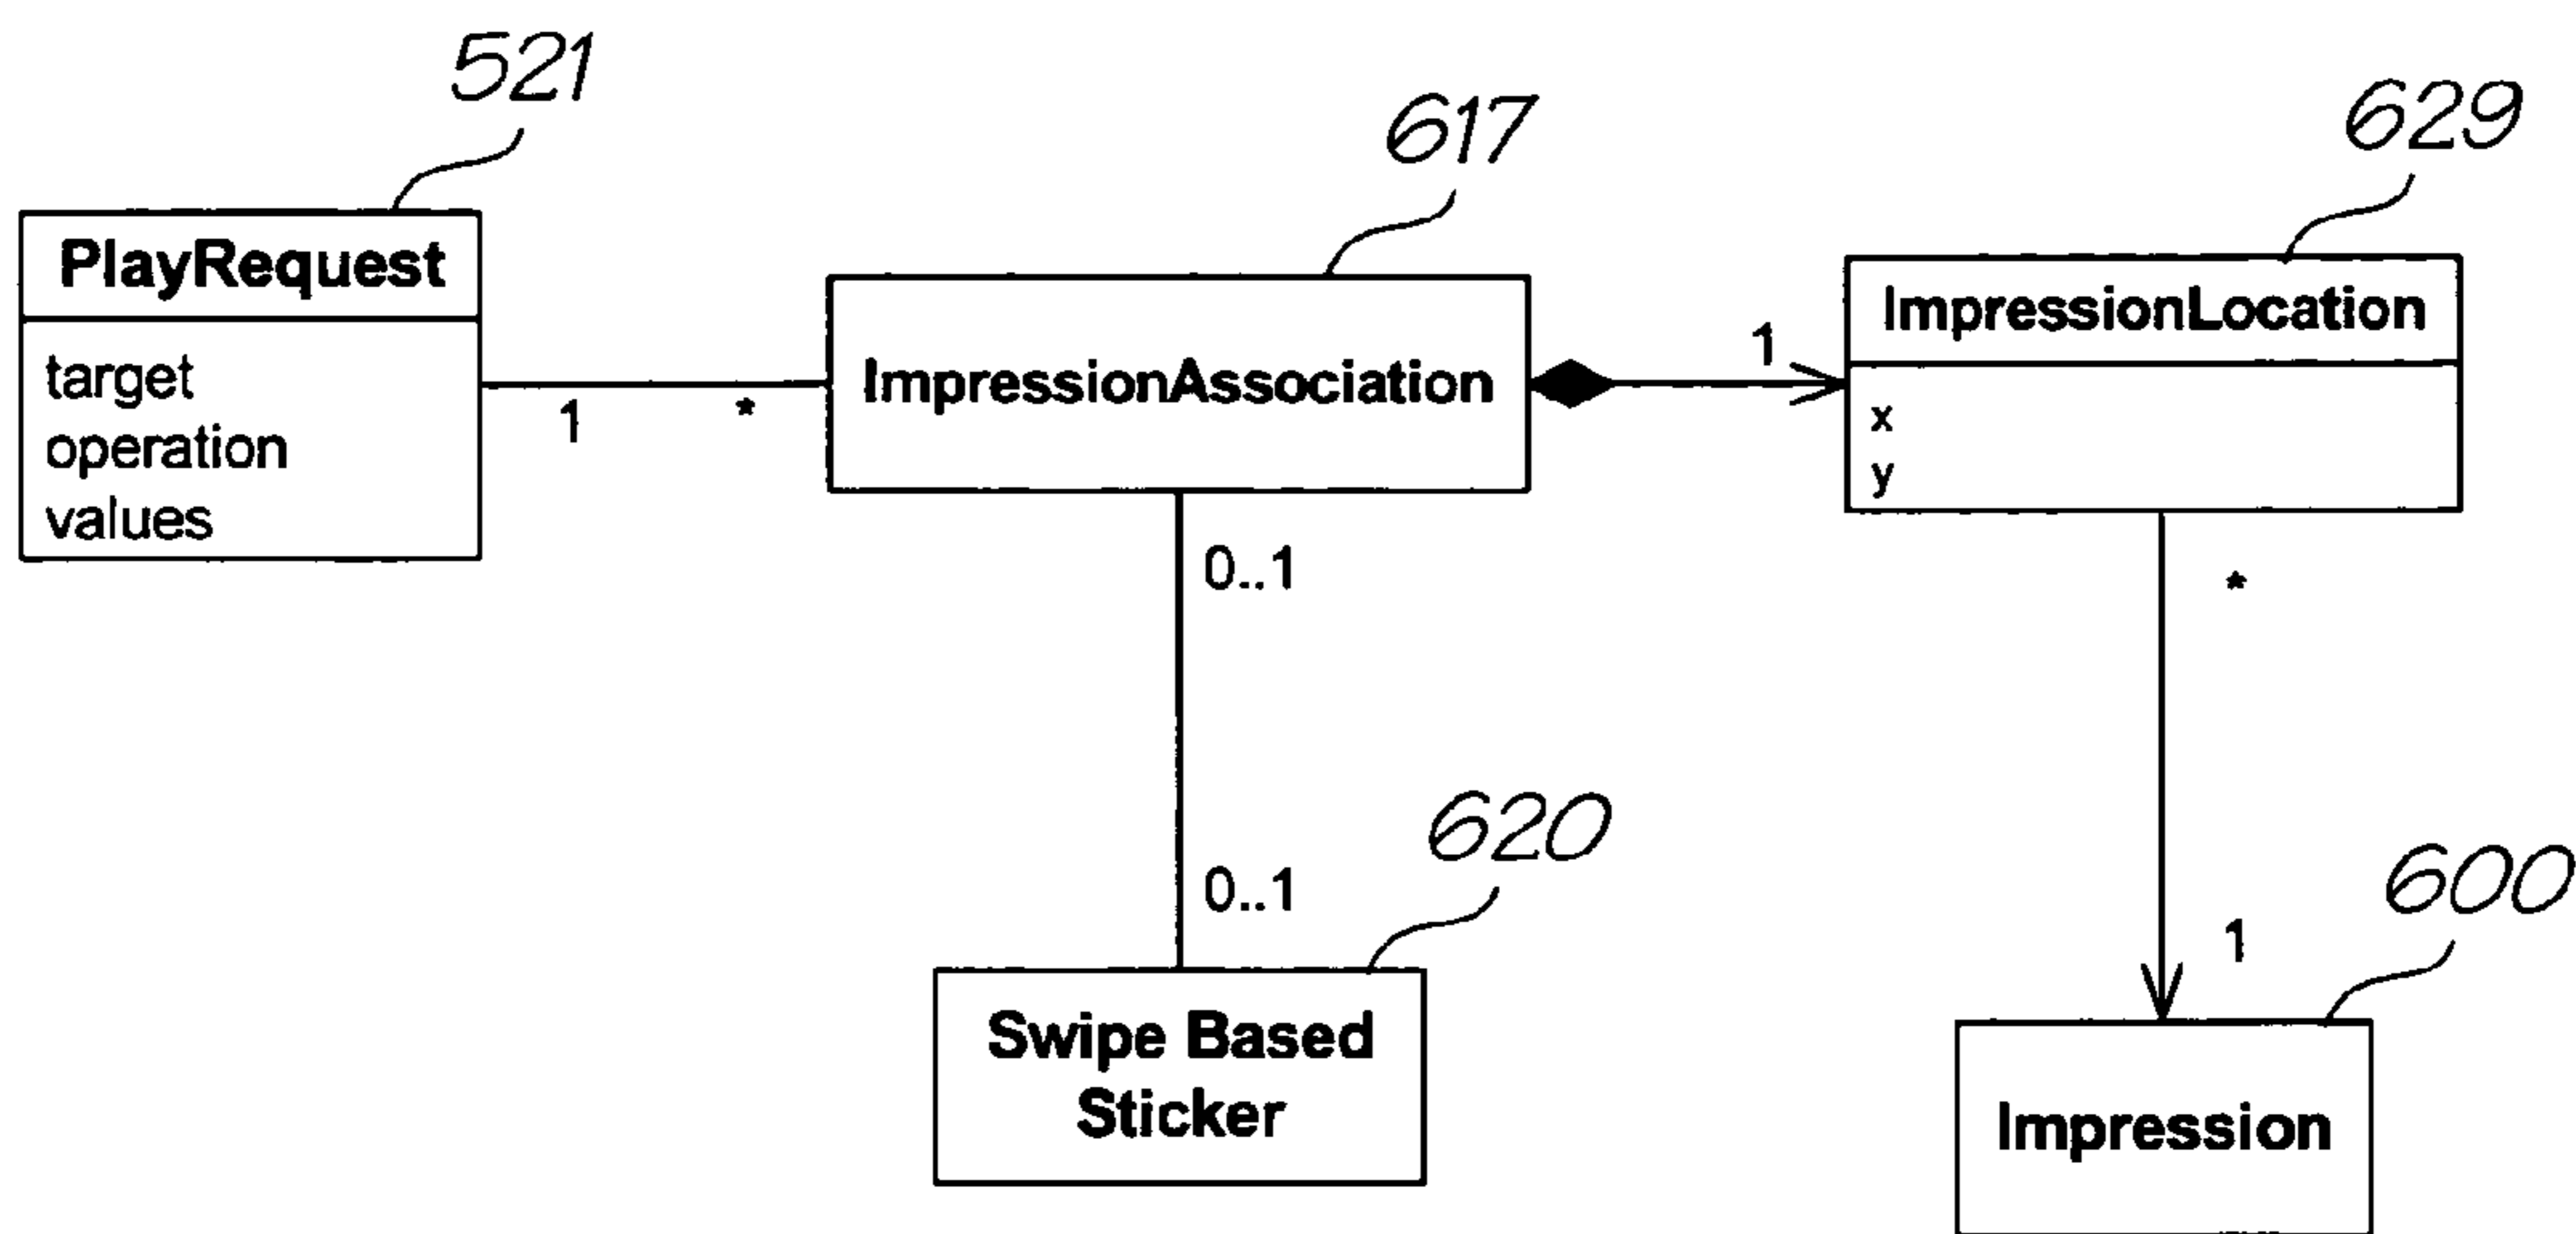 521
617
629
PlayRequest
target
operation
values
1
*
ImpressionAssociation
1
ImpressionLocation
x
y
0..1
0..1
*
1
620
Swipe Based
Sticker
600
Impression